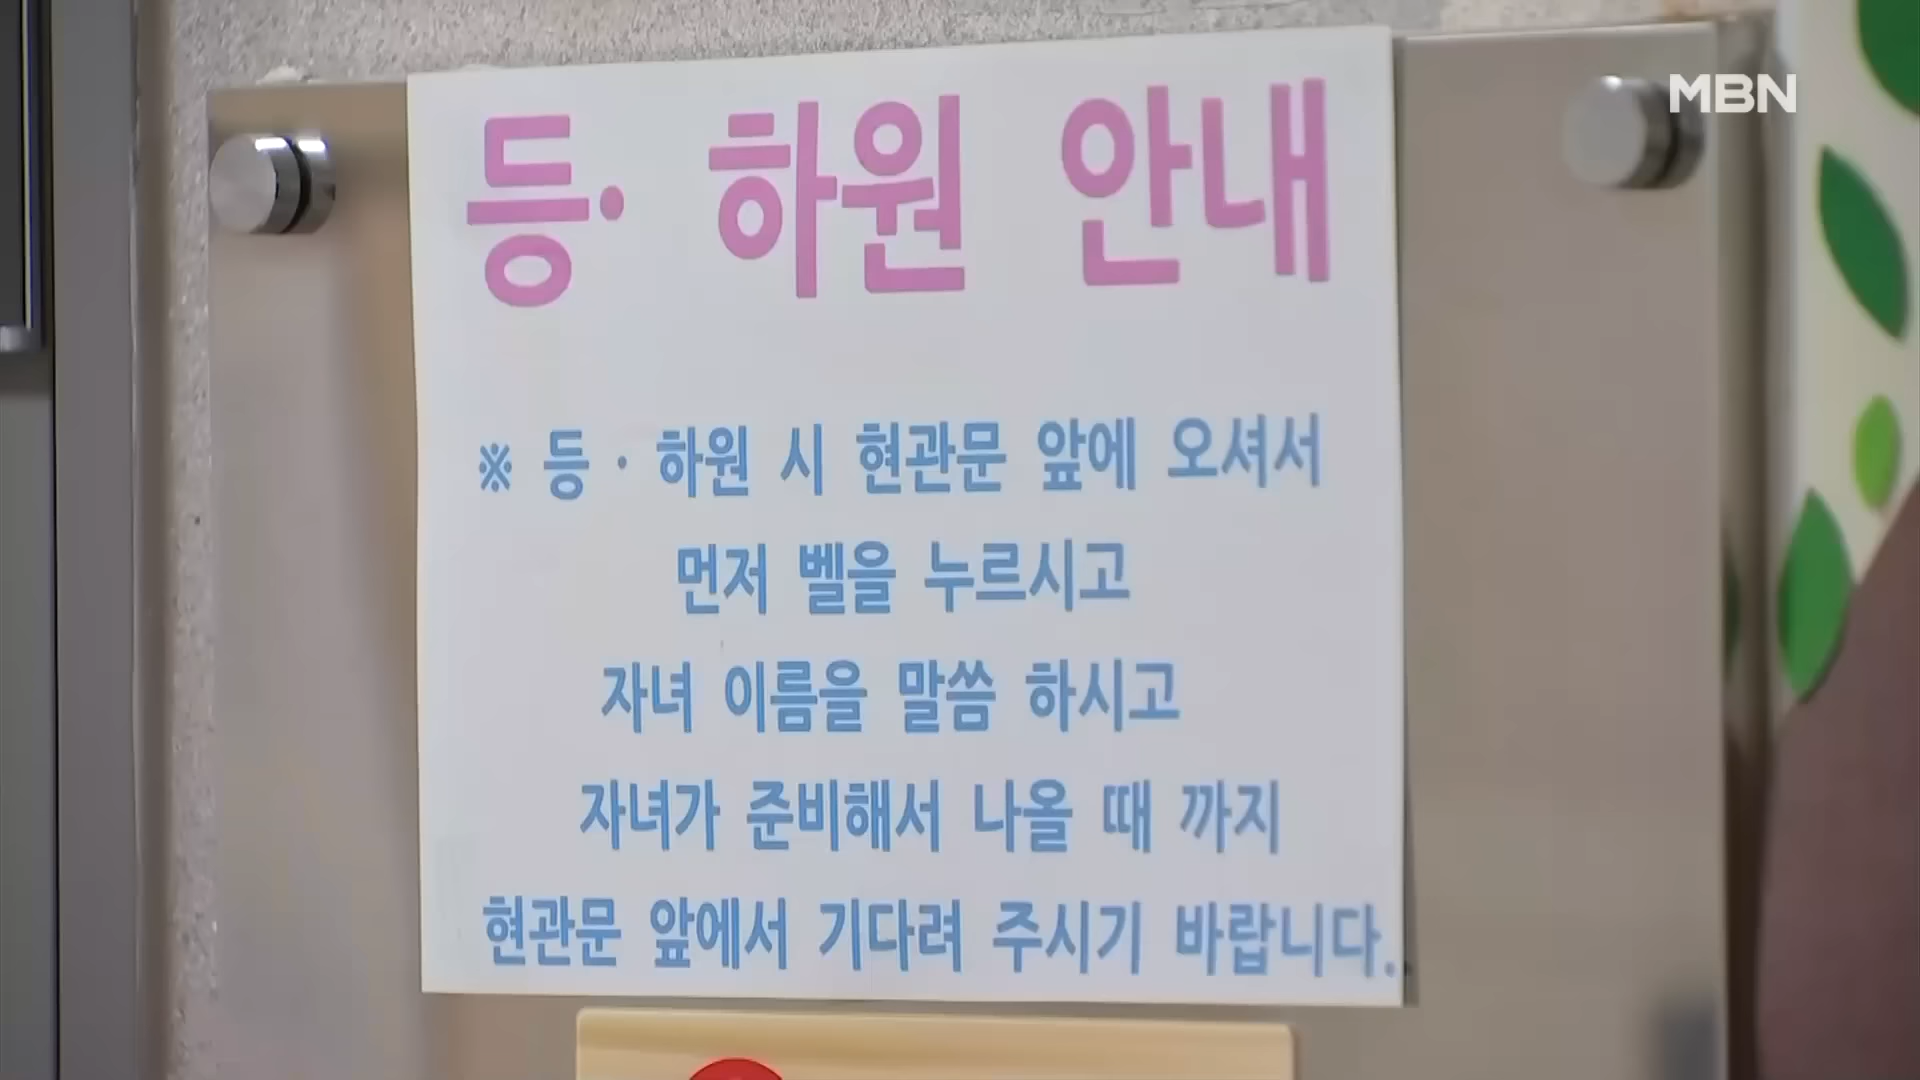 MBN
등· 하원 안내
※ 등 · 하원 시 현관문 앞에 오셔서
먼저 벨을 누르시고
자녀 이름을 말씀 하시고
자녀가 준비해서 나올 때 까지
현관문 앞에서 기다려 주시기 바랍니다.